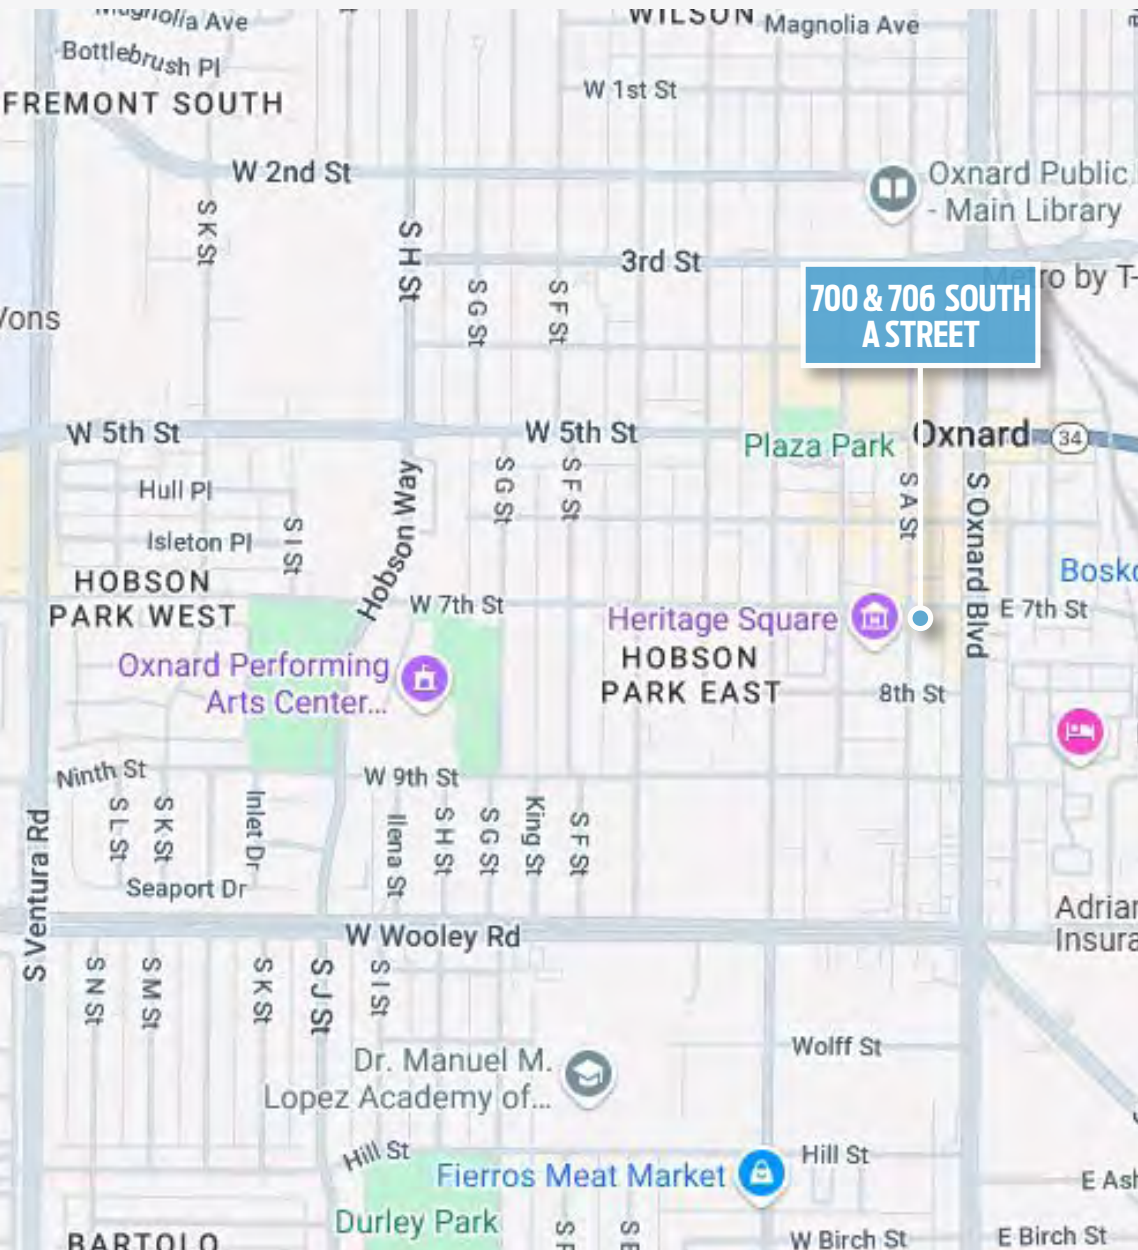 Magnolia Ave
WILSON
Magnolia Ave
Bottlebrush Pl
W 1st St
FREMONT SOUTH
W 2nd St
Oxnard Public
- Main Library
S K St
S H St
3rd St
Metro by T-
700 & 706 SOUTH
A STREET
S G St
S F St
Vons
W 5th St
W 5th St
Plaza Park
Oxnard
34
Hull Pl
S G St
S F St
S A St
S Oxnard Blvd
Isleton Pl
S I St
Hobson Way
HOBSON
PARK WEST
W 7th St
Heritage Square
E 7th St
HOBSON
PARK EAST
Oxnard Performing
Arts Center...
8th St
Ninth St
W 9th St
S L St
S K St
Inlet Dr
Ilena St
S H St
S G St
King St
S F St
Seaport Dr
S Ventura Rd
W Wooley Rd
S N St
S M St
S K St
S J St
S I St
Wolff St
Dr. Manuel M.
Lopez Academy of...
Hill St
Hill St
Fierros Meat Market
E Ash
Durley Park
W Birch St
E Birch St
BARTOLO